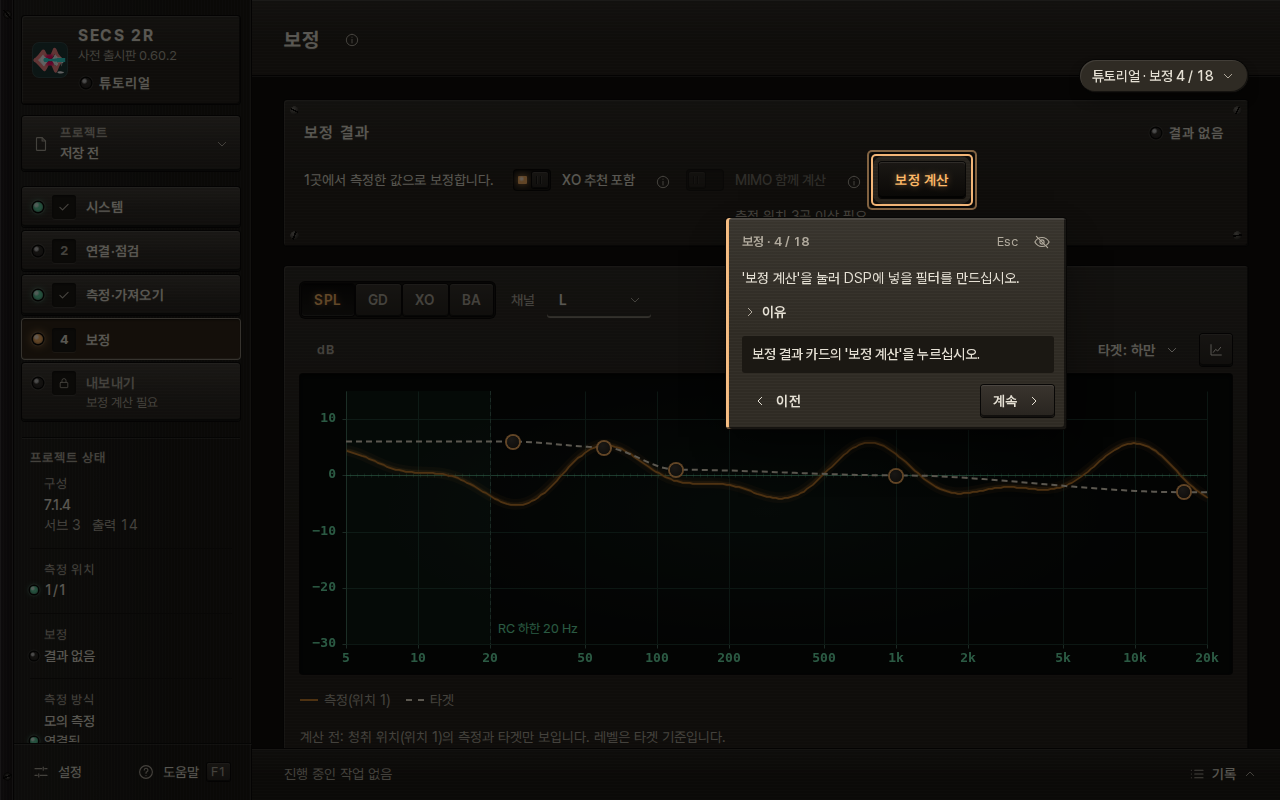 SECS 2R
사전 출시판 0.60.2
튜토리얼
프로젝트
저장 전
시스템
2 연결·점검
측정·가져오기
4 보정
내보내기
보정 계산 필요
프로젝트 상태
구성
7.1.4
서브 3 출력 14
측정 위치
1/1
보정
결과 없음
측정 방식
모의 측정
연결됨
설정 도움말 F1
보정
튜토리얼 · 보정 4 / 18
보정 결과
결과 없음
1곳에서 측정한 값으로 보정합니다. XO 추천 포함 MIMO 함께 계산 보정 계산
측정 위치 3곳 이상 필요
보정 · 4 / 18 Esc
'보정 계산'을 눌러 DSP에 넣을 필터를 만드십시오.
이유
보정 결과 카드의 '보정 계산'을 누르십시오.
이전 계속
SPL GD XO BA 채널 L
dB
타겟: 하만
10
0
−10
−20
−30
RC 하한 20 Hz
5 10 20 50 100 200 500 1k 2k 5k 10k 20k
측정(위치 1) 타겟
계산 전: 청취 위치(위치 1)의 측정과 타겟만 보입니다. 레벨은 타겟 기준입니다.
진행 중인 작업 없음
기록